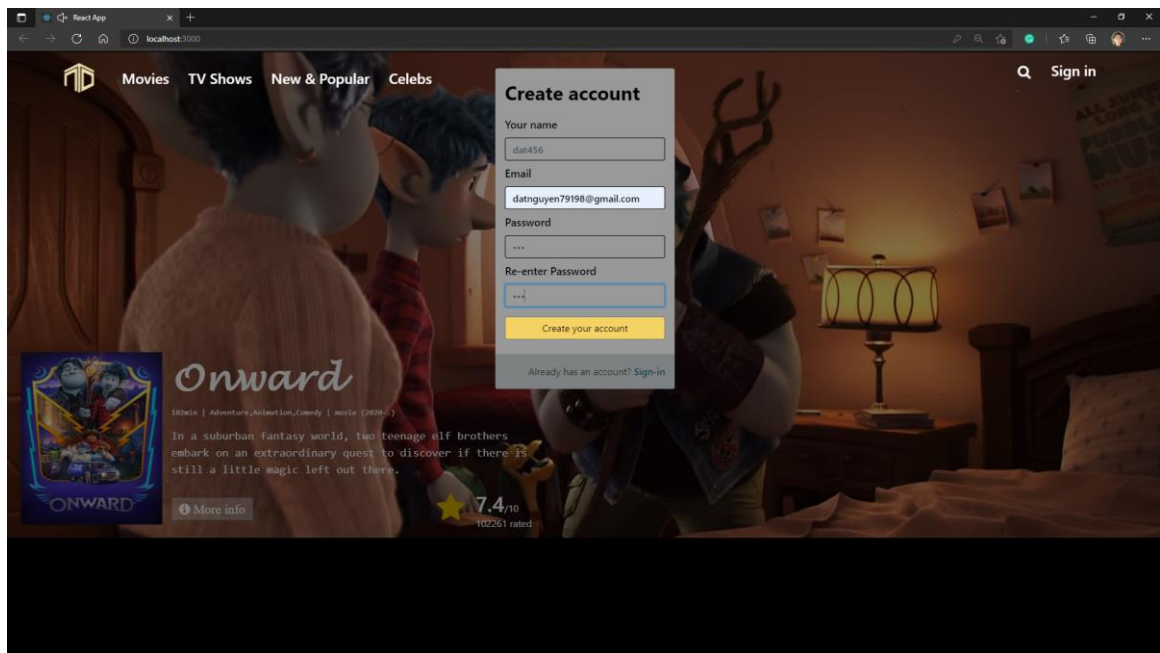 React App
localhost:3000
Movies TV Shows New & Popular Celebs
Sign in
Create account
Your name
dat456
Email
datnguyen79198@gmail.com
Password
•••
Re-enter Password
•••
Create your account
Already has an account? Sign-in
Onward
102min | Adventure,Animation,Comedy | movie (2020-.)
In a suburban fantasy world, two teenage elf brothers
embark on an extraordinary quest to discover if there is
still a little magic left out there.
More info
7.4/10
102261 rated
ONWARD
ALL SUMMER
LONG